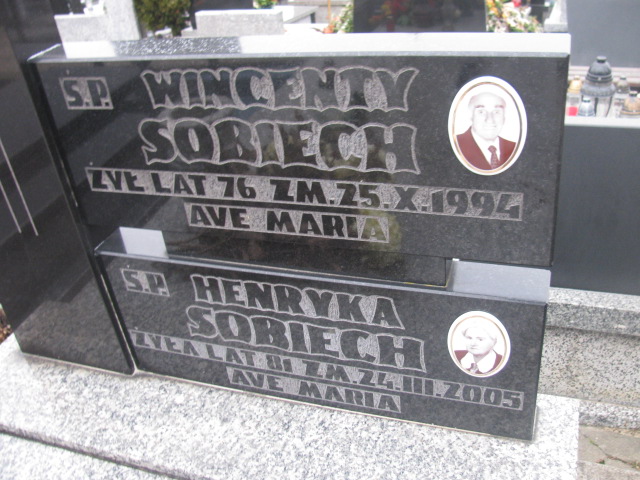 Ś.P. WINCENTY
SOBIECH
ŻYŁ LAT 76 ZM. 25.X.1994
AVE MARIA
Ś.P. HENRYKA
SOBIECH
ŻYŁA LAT 81 ZM. 24.III.2005
AVE MARIA